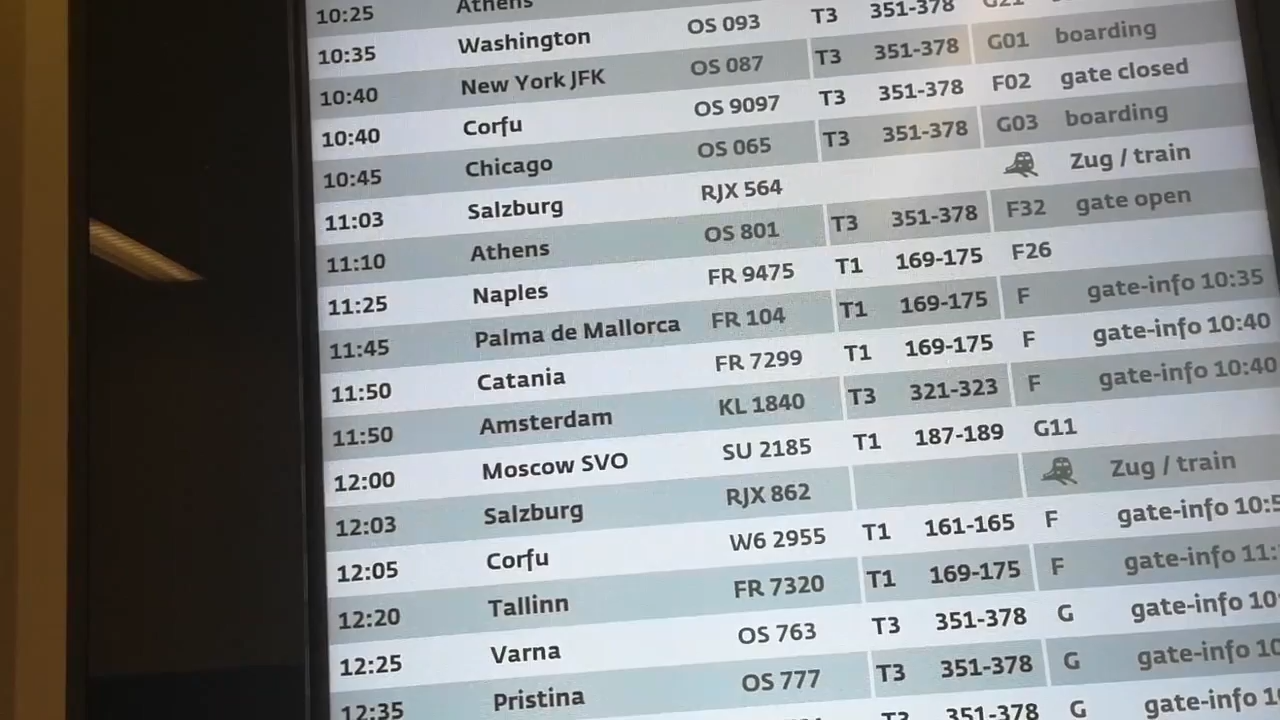 10:25 Athens
10:35 Washington OS 093 T3 351-378
10:40 New York JFK OS 087 T3 351-378 G01 boarding
10:40 Corfu OS 9097 T3 351-378 F02 gate closed
10:45 Chicago OS 065 T3 351-378 G03 boarding
11:03 Salzburg RJX 564 Zug / train
11:10 Athens OS 801 T3 351-378 F32 gate open
11:25 Naples FR 9475 T1 169-175 F26
11:45 Palma de Mallorca FR 104 T1 169-175 F gate-info 10:35
11:50 Catania FR 7299 T1 169-175 F gate-info 10:40
11:50 Amsterdam KL 1840 T3 321-323 F gate-info 10:40
12:00 Moscow SVO SU 2185 T1 187-189 G11
12:03 Salzburg RJX 862 Zug / train
12:05 Corfu W6 2955 T1 161-165 F gate-info 10:5
12:20 Tallinn FR 7320 T1 169-175 F gate-info 11:
12:25 Varna OS 763 T3 351-378 G gate-info 10
12:35 Pristina OS 777 T3 351-378 G gate-info 10
T3 351-378 G gate-info